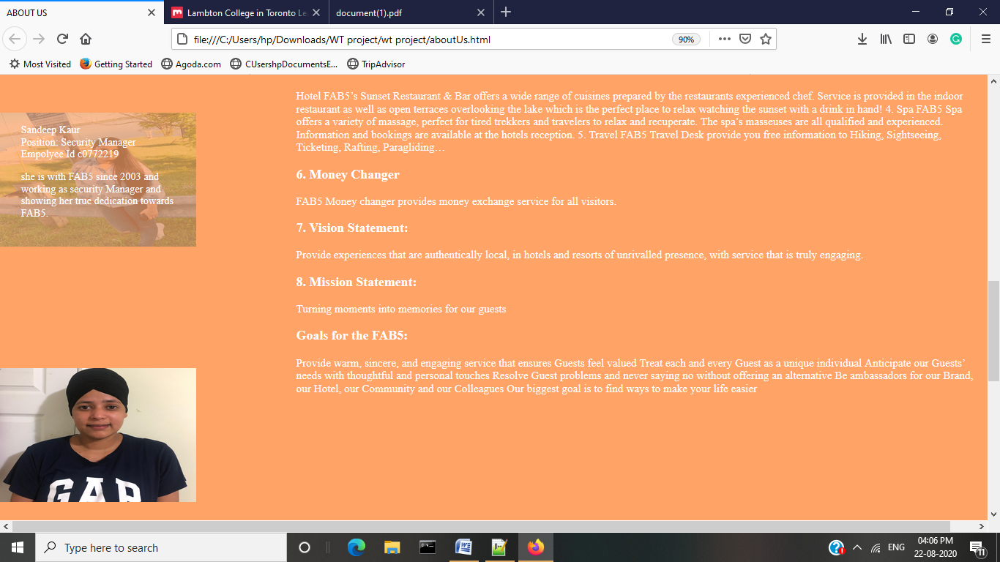 ABOUT US
Lambton College in Toronto Le
document(1).pdf
file:///C:/Users/hp/Downloads/WT project/wt project/aboutUs.html
90%
Most Visited
Getting Started
Agoda.com
CUsershpDocumentsE...
TripAdvisor
Sandeep Kaur
Position: Security Manager
Empolyee Id c0772219
she is with FAB5 since 2003 and
working as security Manager and
showing her true dedication towards
FAB5.
GAP
Hotel FAB5’s Sunset Restaurant & Bar offers a wide range of cuisines prepared by the restaurants experienced chef. Service is provided in the indoor
restaurant as well as open terraces overlooking the lake which is the perfect place to relax watching the sunset with a drink in hand! 4. Spa FAB5 Spa
offers a variety of massage, perfect for tired trekkers and travelers to relax and recuperate. The spa’s masseuses are all qualified and experienced.
Information and bookings are available at the hotels reception. 5. Travel FAB5 Travel Desk provide you free information to Hiking, Sightseeing,
Ticketing, Rafting, Paragliding…
6. Money Changer
FAB5 Money changer provides money exchange service for all visitors.
7. Vision Statement:
Provide experiences that are authentically local, in hotels and resorts of unrivalled presence, with service that is truly engaging.
8. Mission Statement:
Turning moments into memories for our guests
Goals for the FAB5:
Provide warm, sincere, and engaging service that ensures Guests feel valued Treat each and every Guest as a unique individual Anticipate our Guests’
needs with thoughtful and personal touches Resolve Guest problems and never saying no without offering an alternative Be ambassadors for our Brand,
our Hotel, our Community and our Colleagues Our biggest goal is to find ways to make your life easier
Type here to search
ENG
04:06 PM
22-08-2020
11